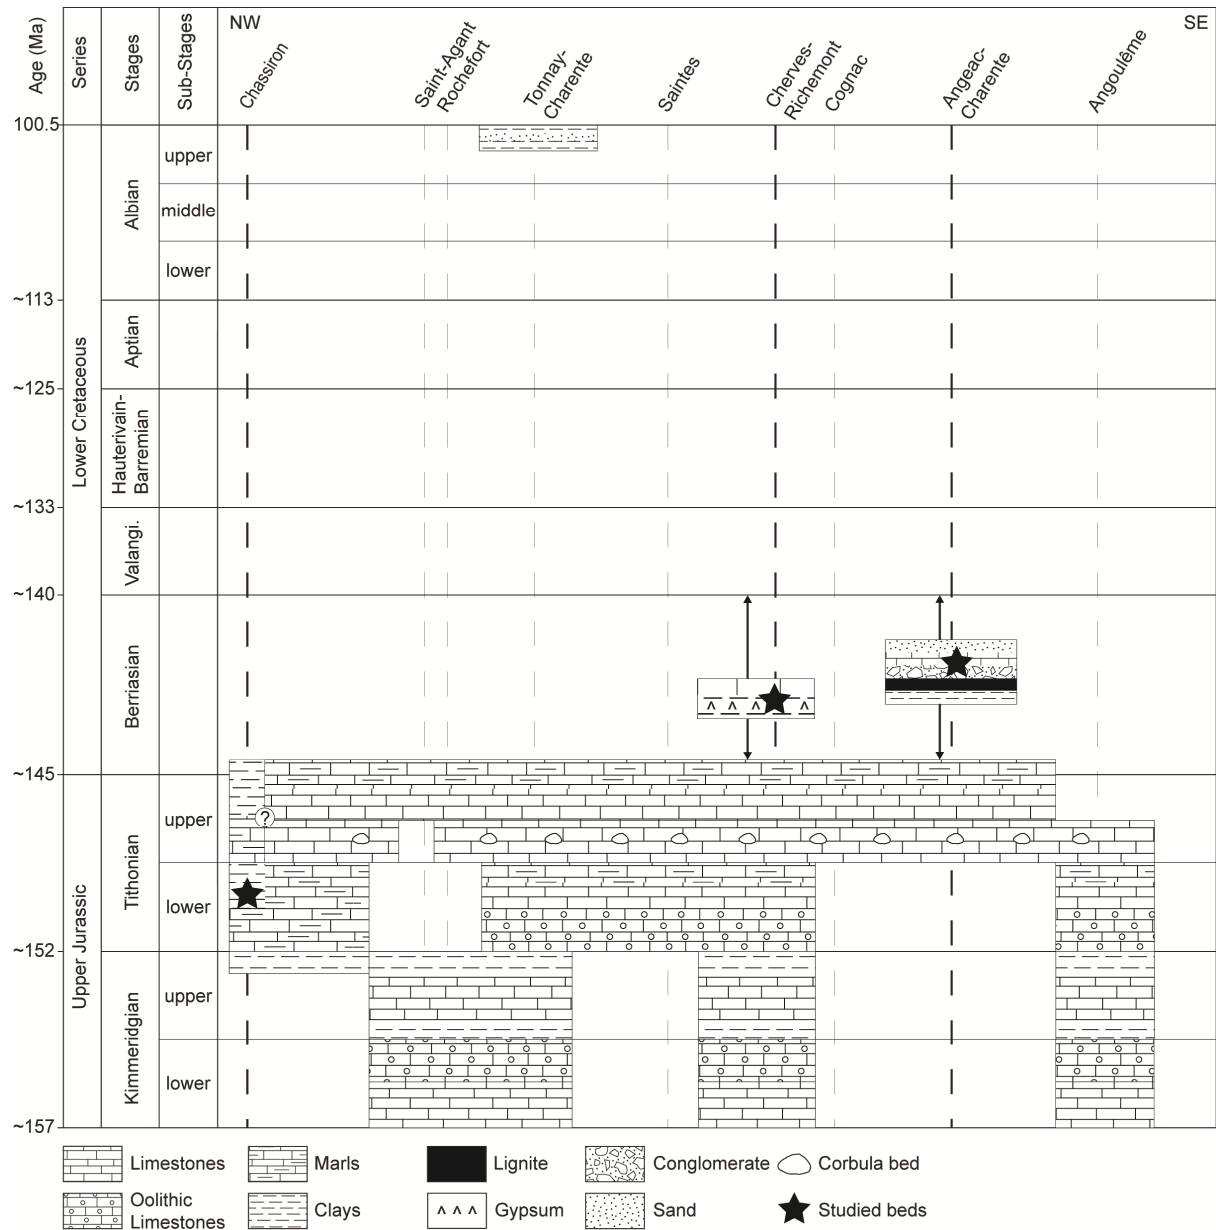 Age (Ma)
Series
Stages
Sub-Stages
NW
SE
Chassiron
Saint-Agant
Rochefort
Tonnay-
Charente
Saintes
Cherves-
Richemont
Cognac
Angeac-
Charente
Angoulême
100.5
~113
~125
~133
~140
~145
~152
~157
Lower Cretaceous
Upper Jurassic
Albian
Aptian
Hauterivain-
Barremian
Valangi.
Berriasian
Tithonian
Kimmeridgian
upper
middle
lower
upper
lower
upper
lower
?
Limestones
Marls
Lignite
Conglomerate
Corbula bed
Oolithic
Limestones
Clays
Gypsum
Sand
Studied beds